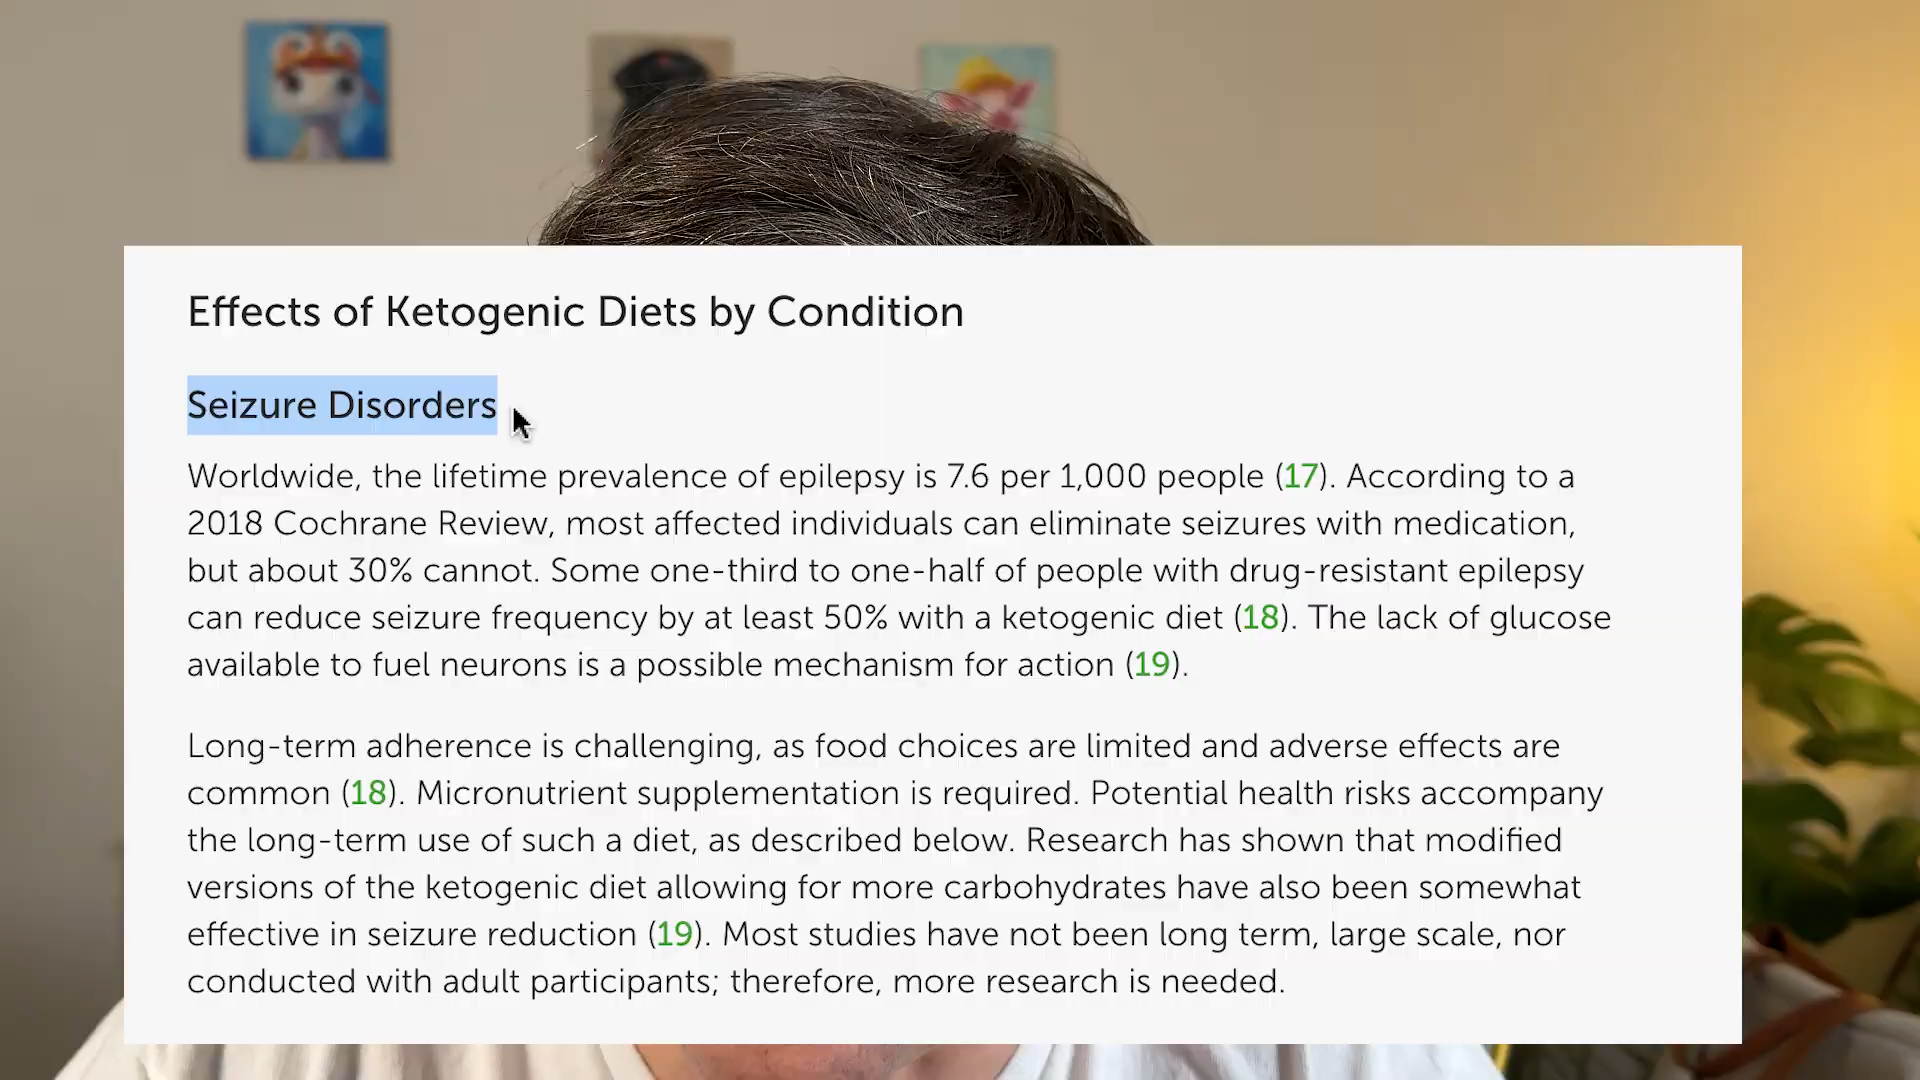 Effects of Ketogenic Diets by Condition
Seizure Disorders
Worldwide, the lifetime prevalence of epilepsy is 7.6 per 1,000 people (17). According to a
2018 Cochrane Review, most affected individuals can eliminate seizures with medication,
but about 30% cannot. Some one-third to one-half of people with drug-resistant epilepsy
can reduce seizure frequency by at least 50% with a ketogenic diet (18). The lack of glucose
available to fuel neurons is a possible mechanism for action (19).
Long-term adherence is challenging, as food choices are limited and adverse effects are
common (18). Micronutrient supplementation is required. Potential health risks accompany
the long-term use of such a diet, as described below. Research has shown that modified
versions of the ketogenic diet allowing for more carbohydrates have also been somewhat
effective in seizure reduction (19). Most studies have not been long term, large scale, nor
conducted with adult participants; therefore, more research is needed.